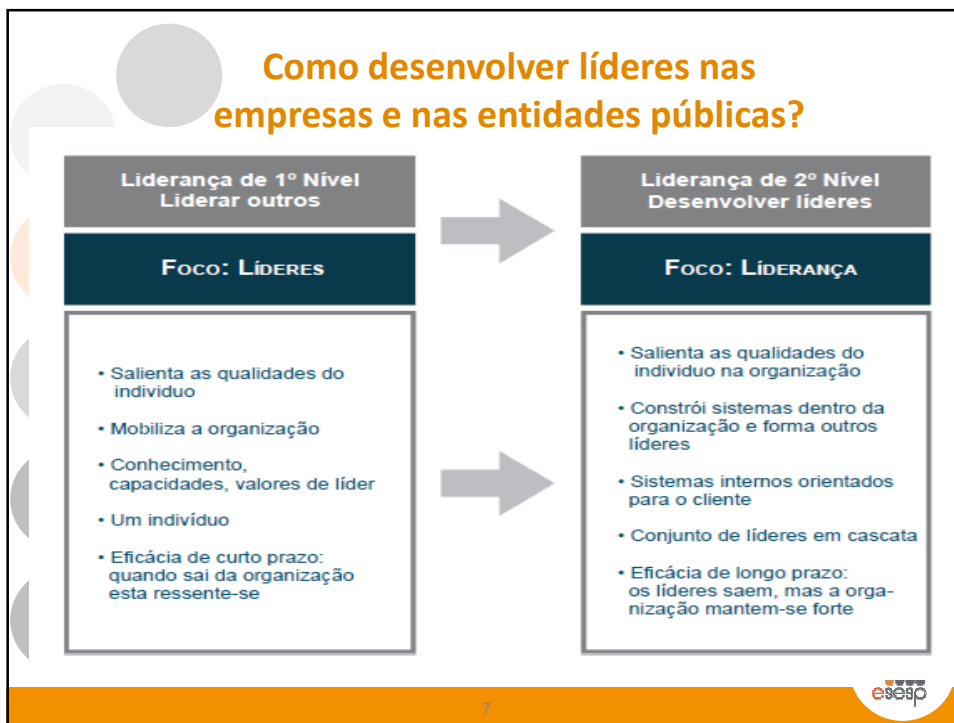 Como desenvolver líderes nas
empresas e nas entidades públicas?
Liderança de 1º Nível
Liderar outros
FOCO: LÍDERES
• Salienta as qualidades do
individuo
• Mobiliza a organização
• Conhecimento,
capacidades, valores de líder
• Um indivíduo
• Eficácia de curto prazo:
quando sai da organização
esta ressente-se
Liderança de 2º Nível
Desenvolver líderes
FOCO: LÍDERANÇA
• Salienta as qualidades do
individuo na organização
• Constrói sistemas dentro da
organização e forma outros
líderes
• Sistemas internos orientados
para o cliente
• Conjunto de líderes em cascata
• Eficácia de longo prazo:
os líderes saem, mas a orga-
nização mantem-se forte
7
esesp